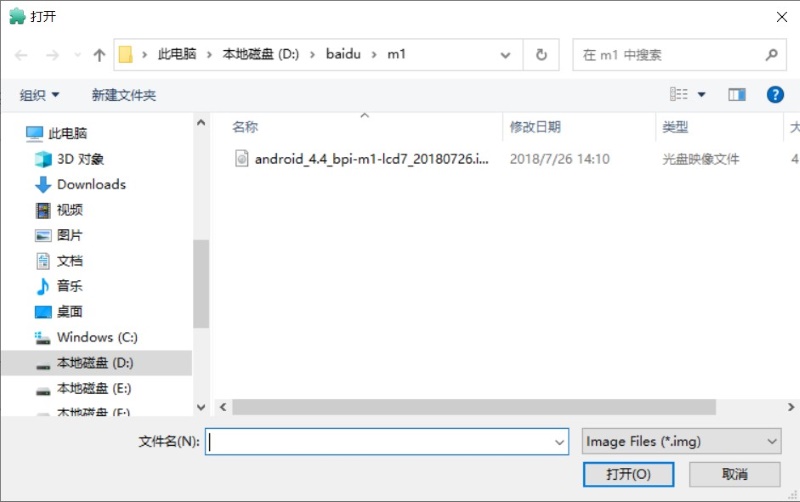 打开
此电脑 › 本地磁盘 (D:) › baidu › m1
在 m1 中搜索
组织
新建文件夹
名称 修改日期 类型
android_4.4_bpi-m1-lcd7_20180726.i... 2018/7/26 14:10 光盘映像文件 4
此电脑
3D 对象
Downloads
视频
图片
文档
音乐
桌面
Windows (C:)
本地磁盘 (D:)
本地磁盘 (E:)
本地磁盘 (F:)
文件名(N):
Image Files (*.img)
打开(O)
取消